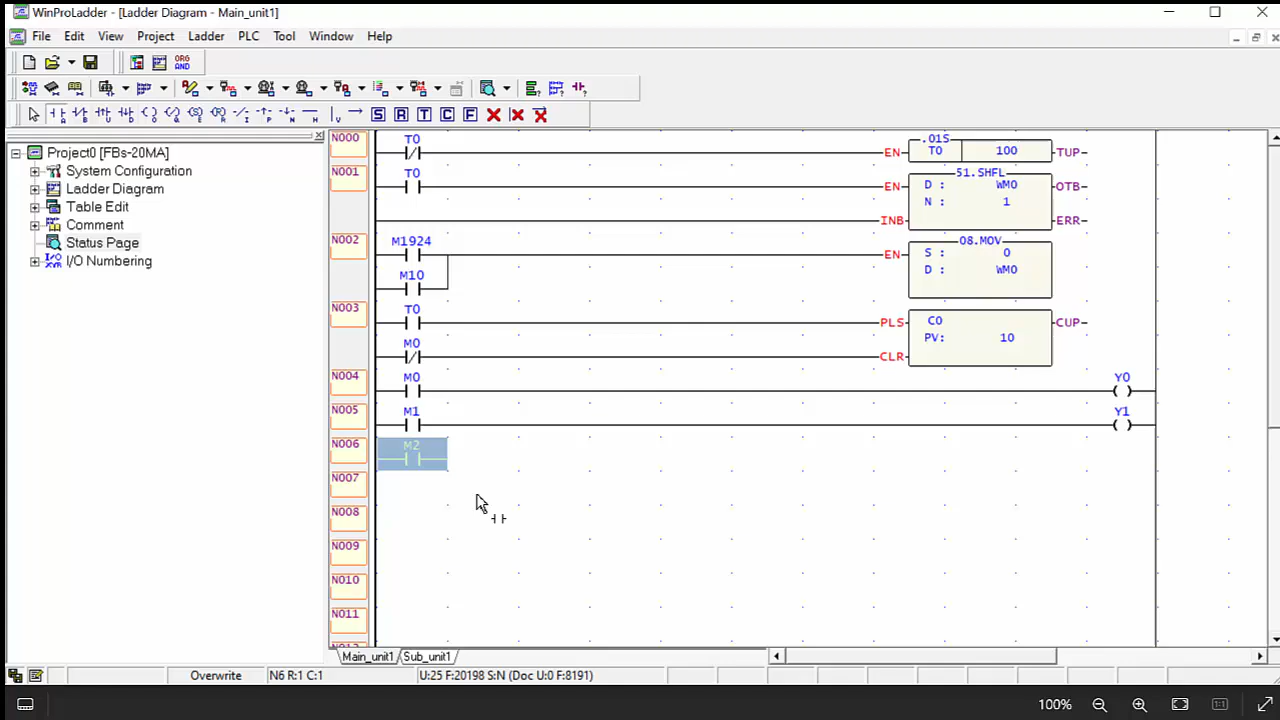 WinProLadder - [Ladder Diagram - Main_unit1]
File Edit View Project Ladder PLC Tool Window Help
ORG
AND
S R T C F
Project0 [FBs-20MA]
System Configuration
Ladder Diagram
Table Edit
Comment
Status Page
I/O Numbering
N000 T0 EN .01S T0 100 TUP
N001 T0 EN 51.SHFL D : WM0 OTB
N : 1
INB ERR
N002 M1924 EN 08.MOV S : 0
M10 D : WM0
N003 T0 PLS C0 CUP
PV: 10
M0 CLR
N004 M0 Y0
N005 M1 Y1
N006 M2
N007
N008
N009
N010
N011
Main_unit1 Sub_unit1
Overwrite N6 R:1 C:1 U:25 F:20198 S:N (Doc U:0 F:8191)
100% 1:1